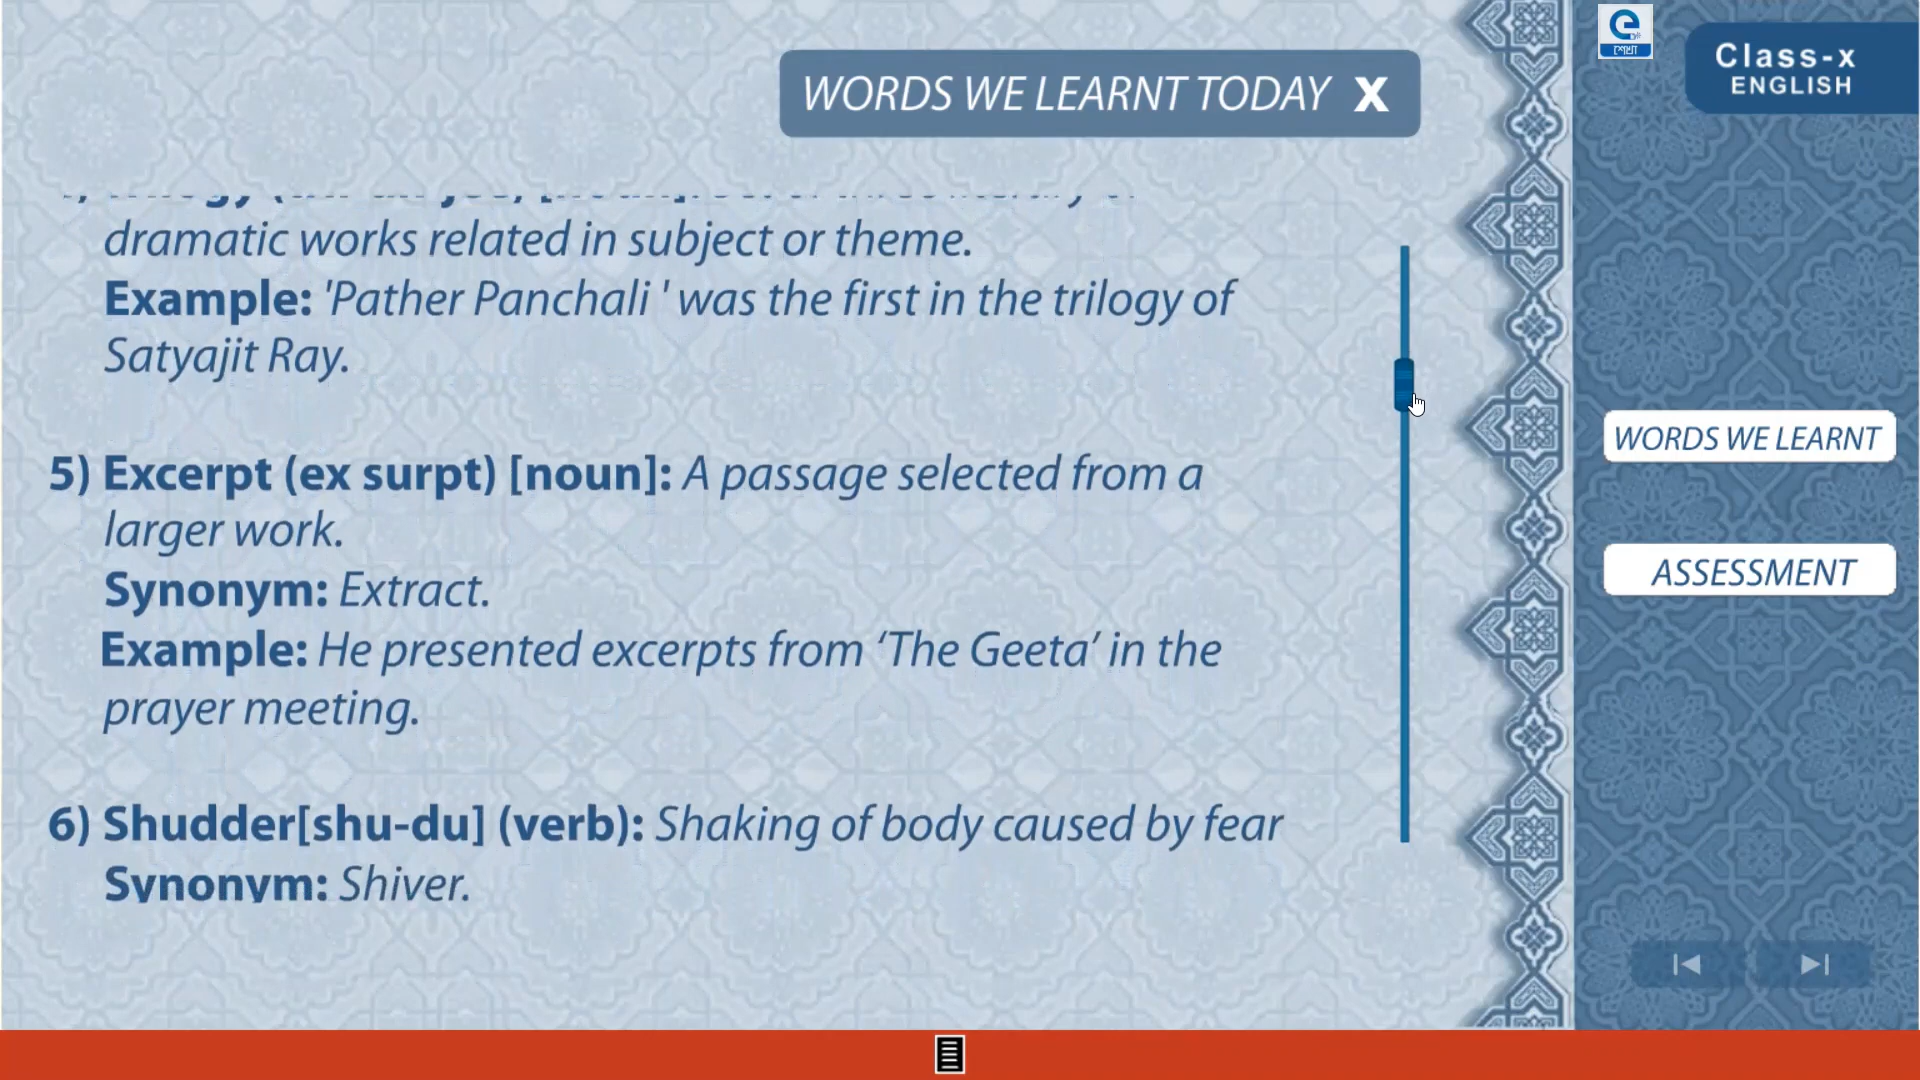 WORDS WE LEARNT TODAY X
Class-x
ENGLISH
dramatic works related in subject or theme.
Example: 'Pather Panchali ' was the first in the trilogy of
Satyajit Ray.
5) Excerpt (ex surpt) [noun]: A passage selected from a
larger work.
Synonym: Extract.
Example: He presented excerpts from ‘The Geeta’ in the
prayer meeting.
6) Shudder[shu-du] (verb): Shaking of body caused by fear
Synonym: Shiver.
WORDS WE LEARNT
ASSESSMENT